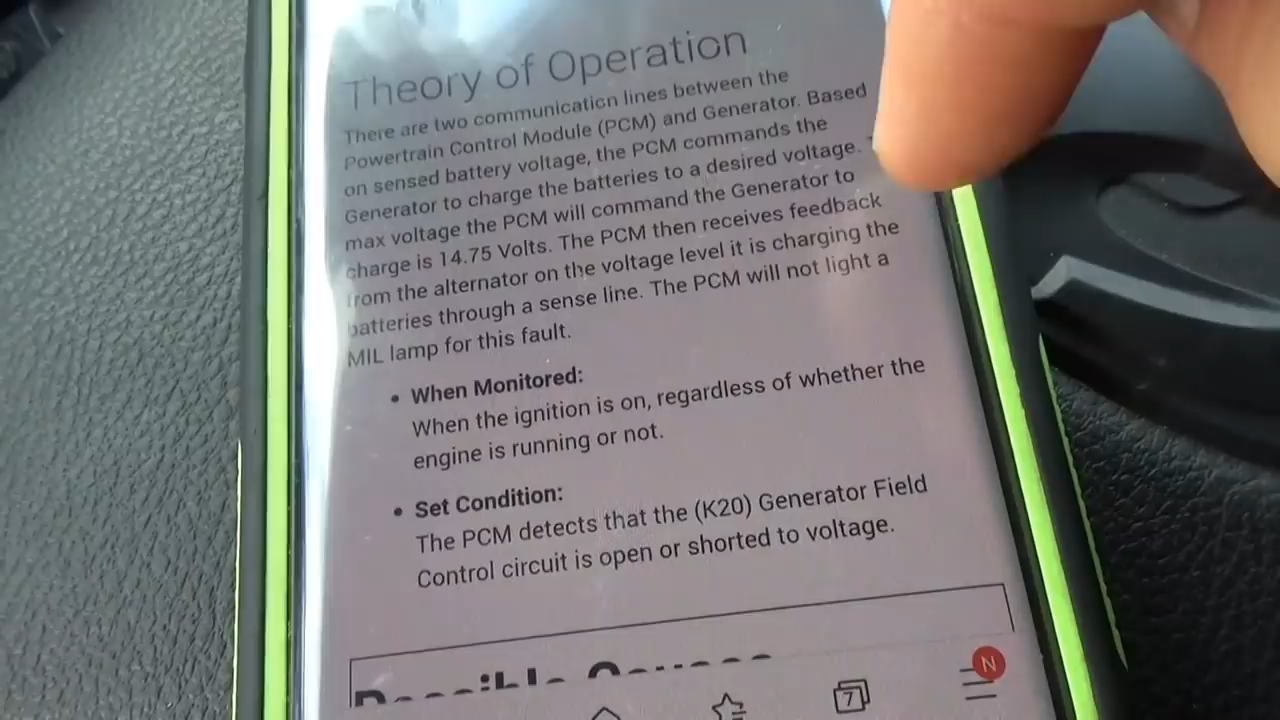 Theory of Operation
There are two communication lines between the
Powertrain Control Module (PCM) and Generator. Based
on sensed battery voltage, the PCM commands the
Generator to charge the batteries to a desired voltage.
max voltage the PCM will command the Generator to
charge is 14.75 Volts. The PCM then receives feedback
from the alternator on the voltage level it is charging the
batteries through a sense line. The PCM will not light a
MIL lamp for this fault.
• When Monitored:
When the ignition is on, regardless of whether the
engine is running or not.
• Set Condition:
The PCM detects that the (K20) Generator Field
Control circuit is open or shorted to voltage.
7
N